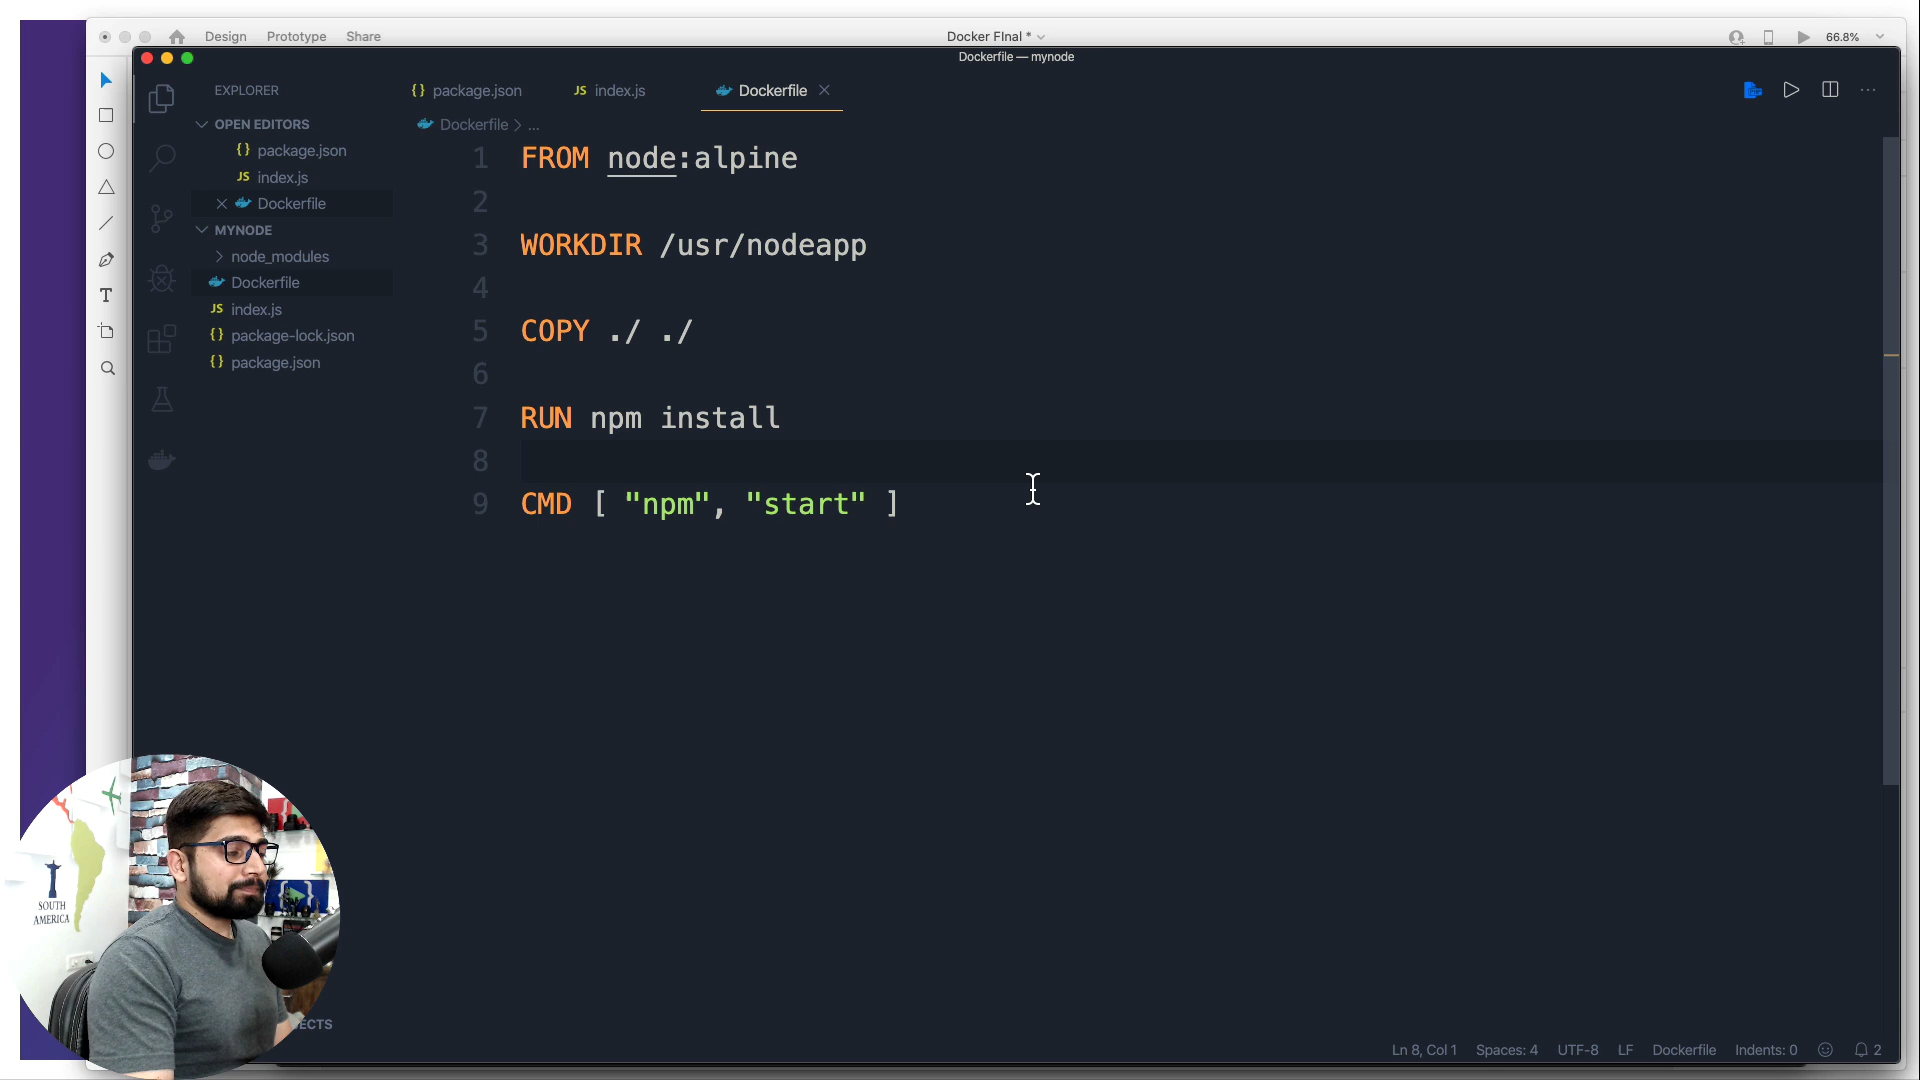 Design Prototype Share
Docker FInal *
66.8%
Dockerfile — mynode
EXPLORER
OPEN EDITORS
{} package.json
JS index.js
Dockerfile
MYNODE
node_modules
Dockerfile
JS index.js
{} package-lock.json
{} package.json
{} package.json
JS index.js
Dockerfile
Dockerfile > ...
1 FROM node:alpine
2
3 WORKDIR /usr/nodeapp
4
5 COPY ./ ./
6
7 RUN npm install
8
9 CMD [ "npm", "start" ]
SOUTH
AMERICA
ECTS
Ln 8, Col 1 Spaces: 4 UTF-8 LF Dockerfile Indents: 0 2